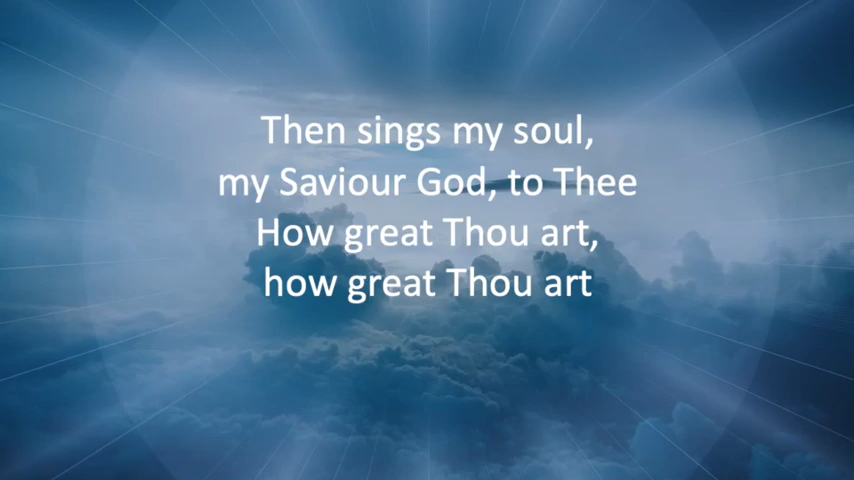 Then sings my soul,
my Saviour God, to Thee
How great Thou art,
how great Thou art